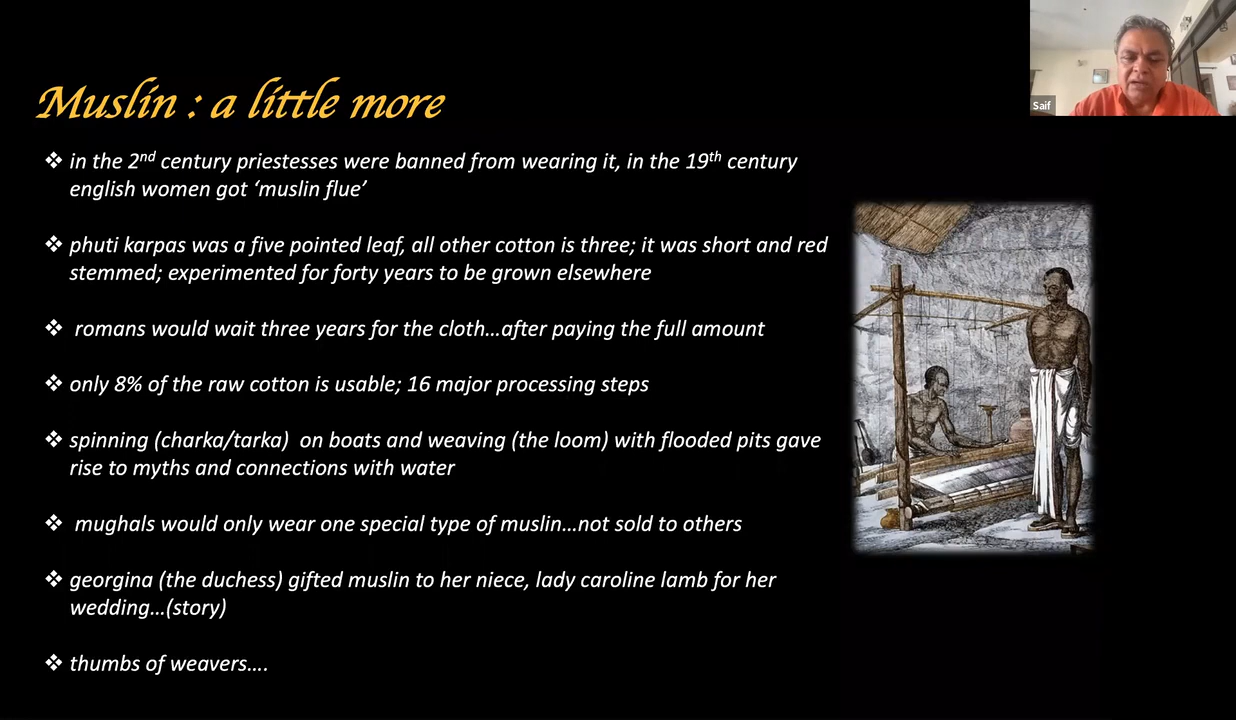 Saif
Muslin : a little more
❖ in the 2nd century priestesses were banned from wearing it, in the 19th century
english women got ‘muslin flue’
❖ phuti karpas was a five pointed leaf, all other cotton is three; it was short and red
stemmed; experimented for forty years to be grown elsewhere
❖ romans would wait three years for the cloth…after paying the full amount
❖ only 8% of the raw cotton is usable; 16 major processing steps
❖ spinning (charka/tarka) on boats and weaving (the loom) with flooded pits gave
rise to myths and connections with water
❖ mughals would only wear one special type of muslin…not sold to others
❖ georgina (the duchess) gifted muslin to her niece, lady caroline lamb for her
wedding…(story)
❖ thumbs of weavers….